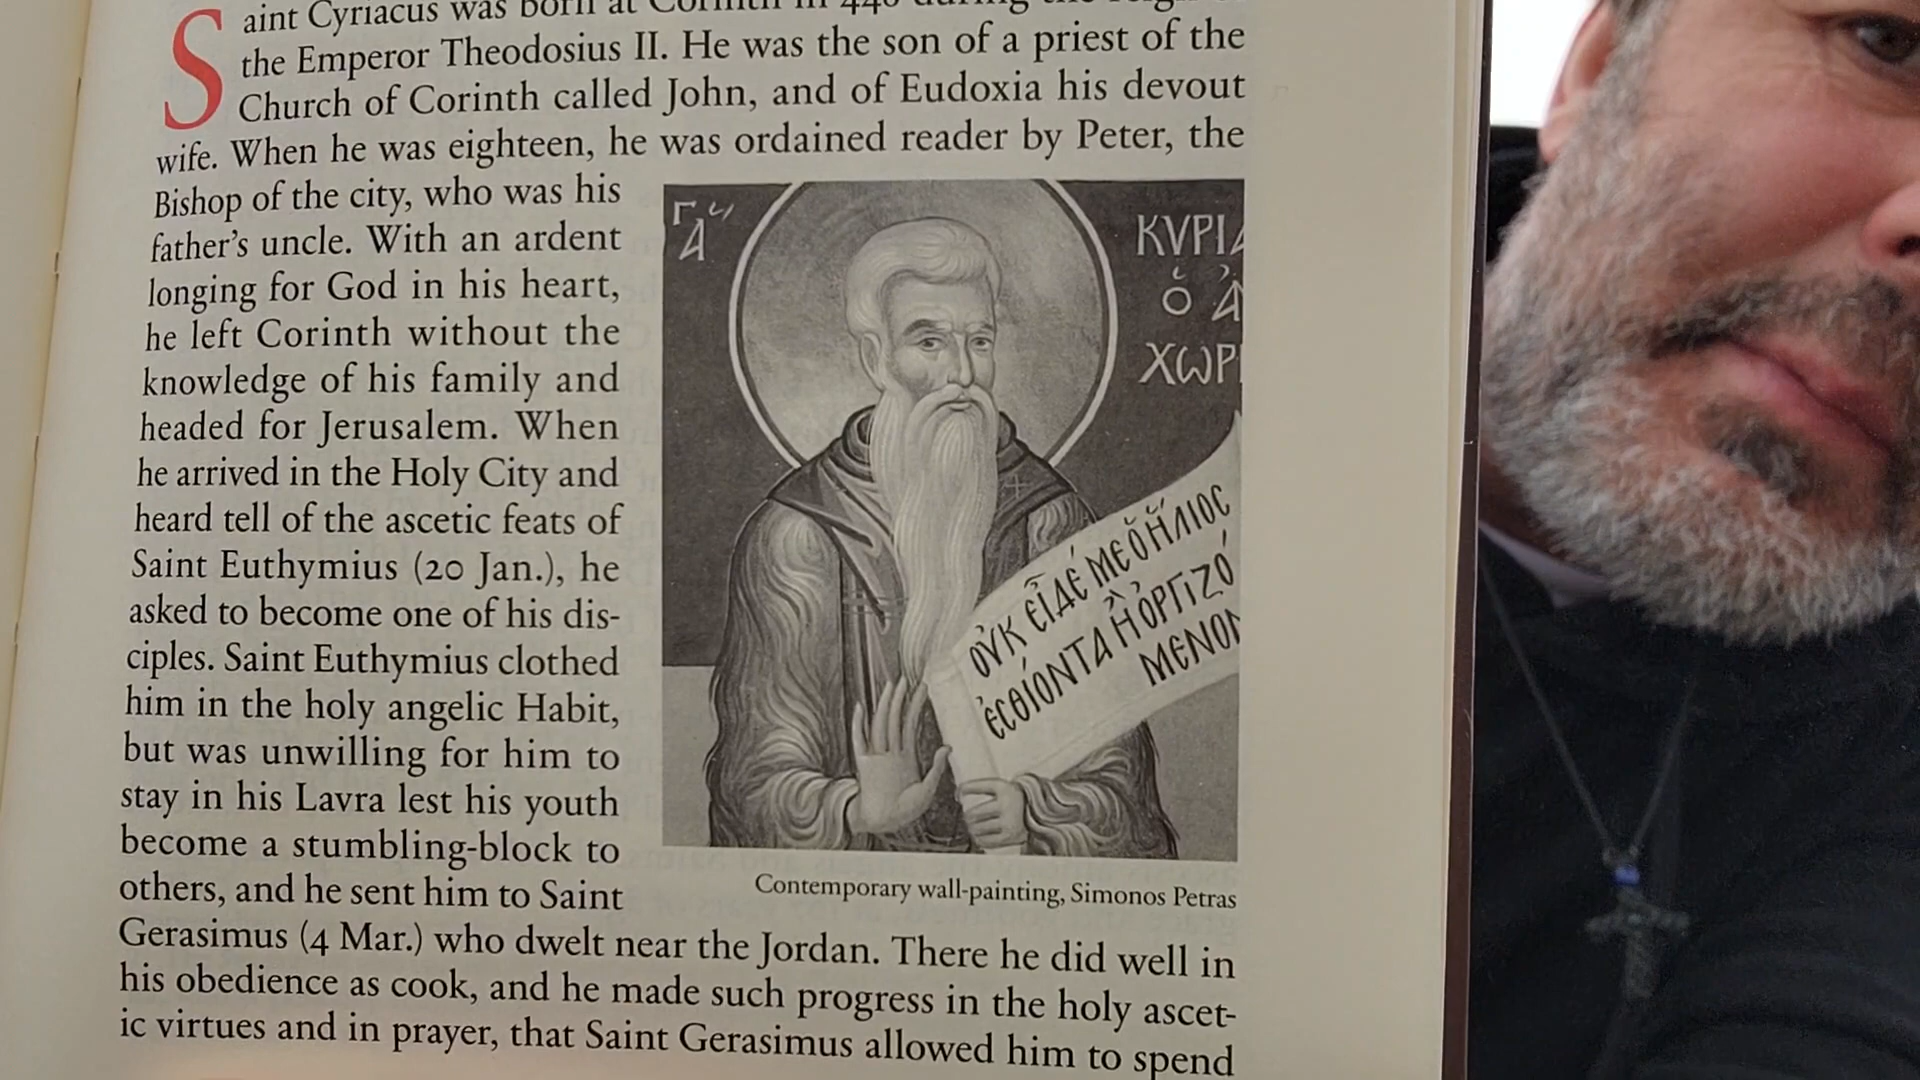 Saint Cyriacus was born at Corinth in 448 during the reign of
the Emperor Theodosius II. He was the son of a priest of the
Church of Corinth called John, and of Eudoxia his devout
wife. When he was eighteen, he was ordained reader by Peter, the
Bishop of the city, who was his
father's uncle. With an ardent
longing for God in his heart,
he left Corinth without the
knowledge of his family and
headed for Jerusalem. When
he arrived in the Holy City and
heard tell of the ascetic feats of
Saint Euthymius (20 Jan.), he
asked to become one of his dis-
ciples. Saint Euthymius clothed
him in the holy angelic Habit,
but was unwilling for him to
stay in his Lavra lest his youth
become a stumbling-block to
others, and he sent him to Saint
Gerasimus (4 Mar.) who dwelt near the Jordan. There he did well in
his obedience as cook, and he made such progress in the holy ascet-
ic virtues and in prayer, that Saint Gerasimus allowed him to spend
ΚΥΡΙΑ
ὁ Ἀ
ΧΩΡ
ΟὐΚ ΕἶΔέ ΜΕ ὉἭΛΙΟC
ἐCΘίΟΝΤΑ Ἢ ὈΡΓΙΖό
ΜΕΝΟΝ
Contemporary wall-painting, Simonos Petras